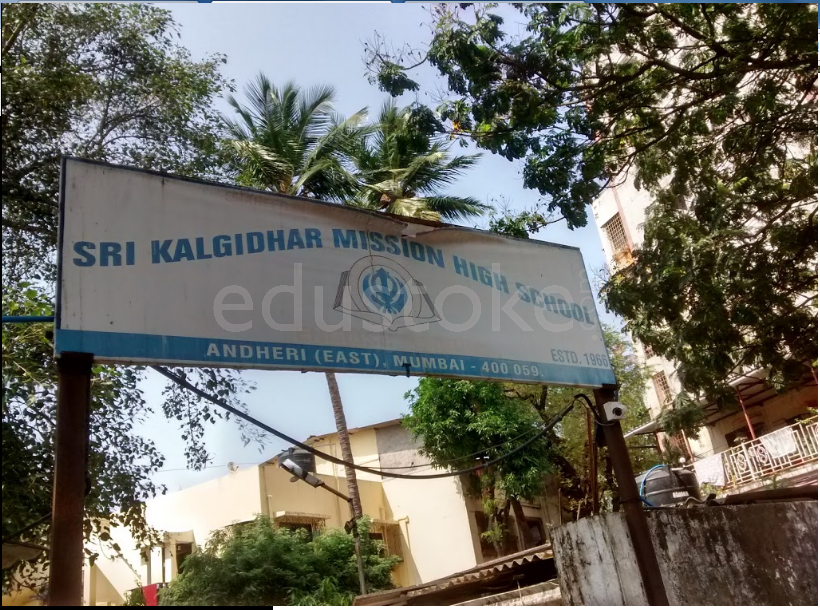 SRI KALGIDHAR MISSION HIGH SCHOOL
ESTD. 1966
ANDHERI (EAST). MUMBAI - 400 059.